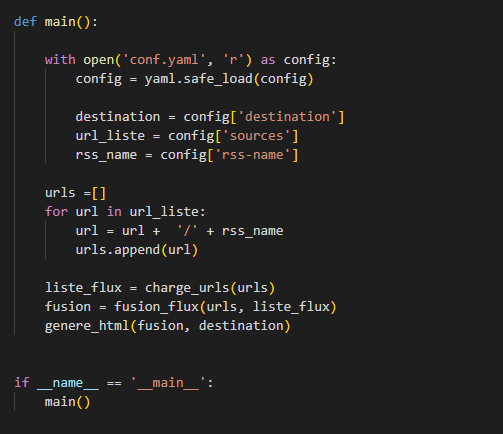 def main():
    with open('conf.yaml', 'r') as config:
        config = yaml.safe_load(config)
        destination = config['destination']
        url_liste = config['sources']
        rss_name = config['rss-name']
    urls =[]
    for url in url_liste:
        url = url +  '/' + rss_name
        urls.append(url)
    liste_flux = charge_urls(urls)
    fusion = fusion_flux(urls, liste_flux)
    genere_html(fusion, destination)
if __name__ == '__main__':
    main()